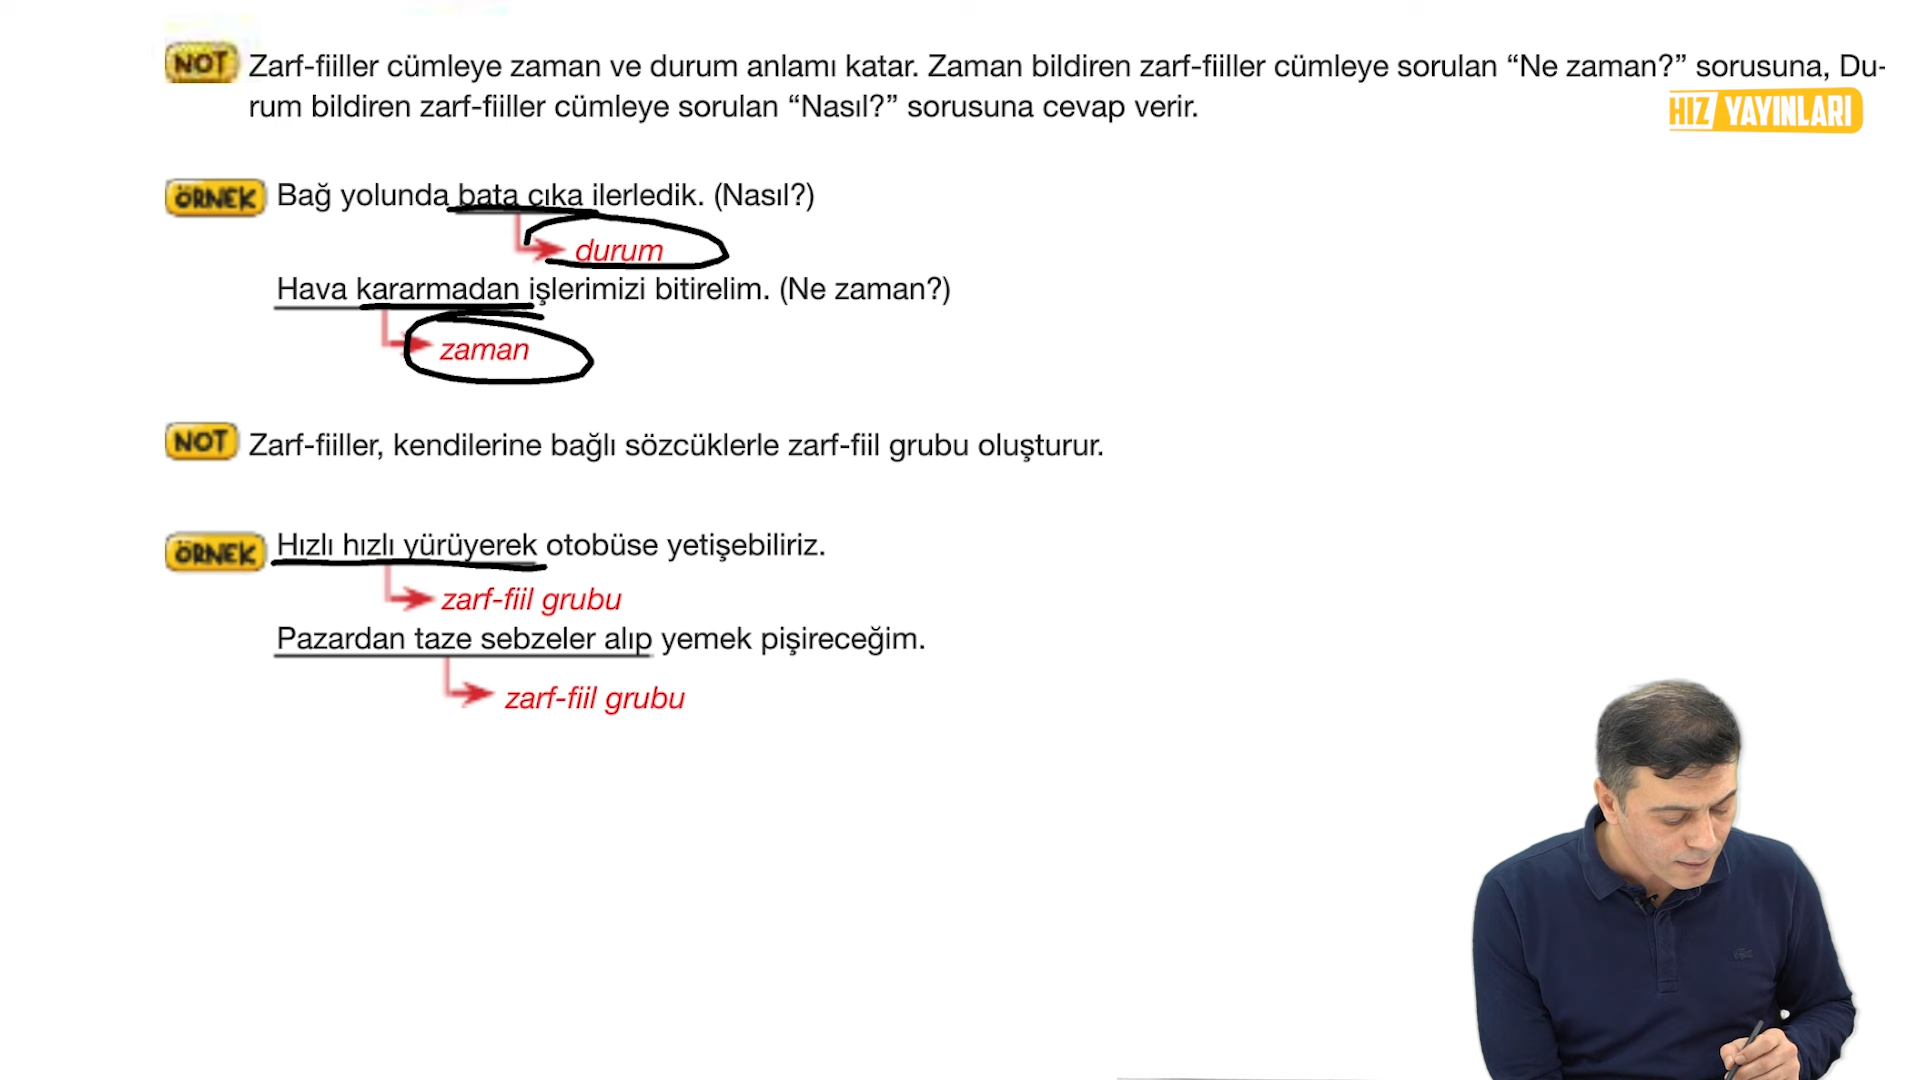 NOT Zarf-fiiller cümleye zaman ve durum anlamı katar. Zaman bildiren zarf-fiiller cümleye sorulan “Ne zaman?” sorusuna, Du-
rum bildiren zarf-fiiller cümleye sorulan “Nasıl?” sorusuna cevap verir.
HIZ YAYINLARI
ÖRNEK Bağ yolunda bata çıka ilerledik. (Nasıl?)
durum
Hava kararmadan işlerimizi bitirelim. (Ne zaman?)
zaman
NOT Zarf-fiiller, kendilerine bağlı sözcüklerle zarf-fiil grubu oluşturur.
ÖRNEK Hızlı hızlı yürüyerek otobüse yetişebiliriz.
zarf-fiil grubu
Pazardan taze sebzeler alıp yemek pişireceğim.
zarf-fiil grubu